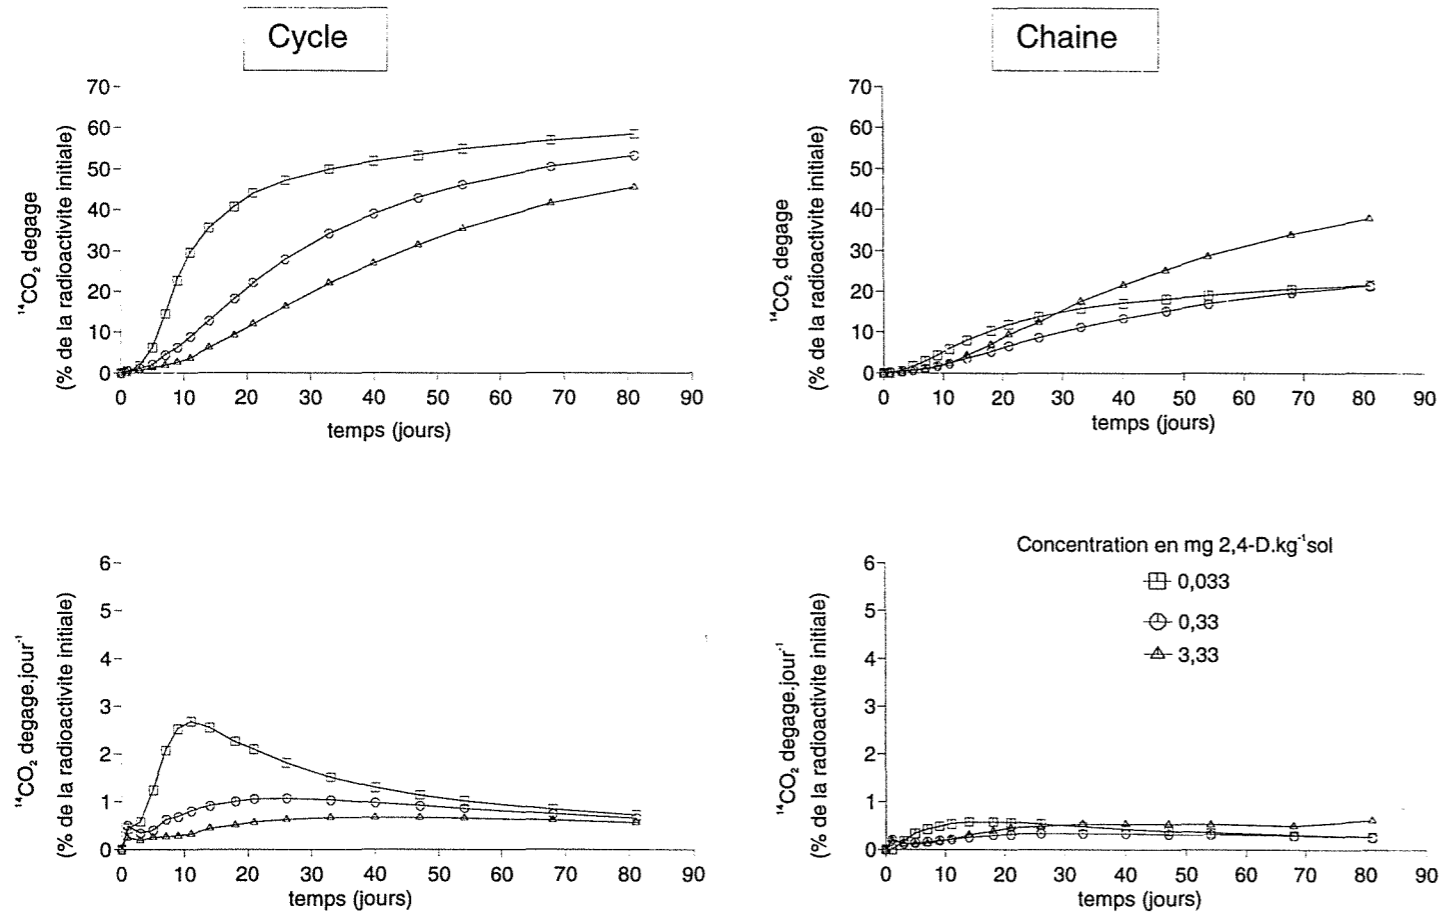 Cycle
Chaine
70
60
50
40
30
20
10
0
¹⁴CO₂ degage
(% de la radioactivite initiale)
0 10 20 30 40 50 60 70 80 90
temps (jours)
70
60
50
40
30
20
10
0
¹⁴CO₂ degage
(% de la radioactivite initiale)
0 10 20 30 40 50 60 70 80 90
temps (jours)
6
5
4
3
2
1
0
¹⁴CO₂ degage.jour⁻¹
(% de la radioactivite initiale)
0 10 20 30 40 50 60 70 80 90
temps (jours)
Concentration en mg 2,4-D.kg⁻¹sol
0,033
0,33
3,33
6
5
4
3
2
1
0
¹⁴CO₂ degage.jour⁻¹
(% de la radioactivite initiale)
0 10 20 30 40 50 60 70 80 90
temps (jours)